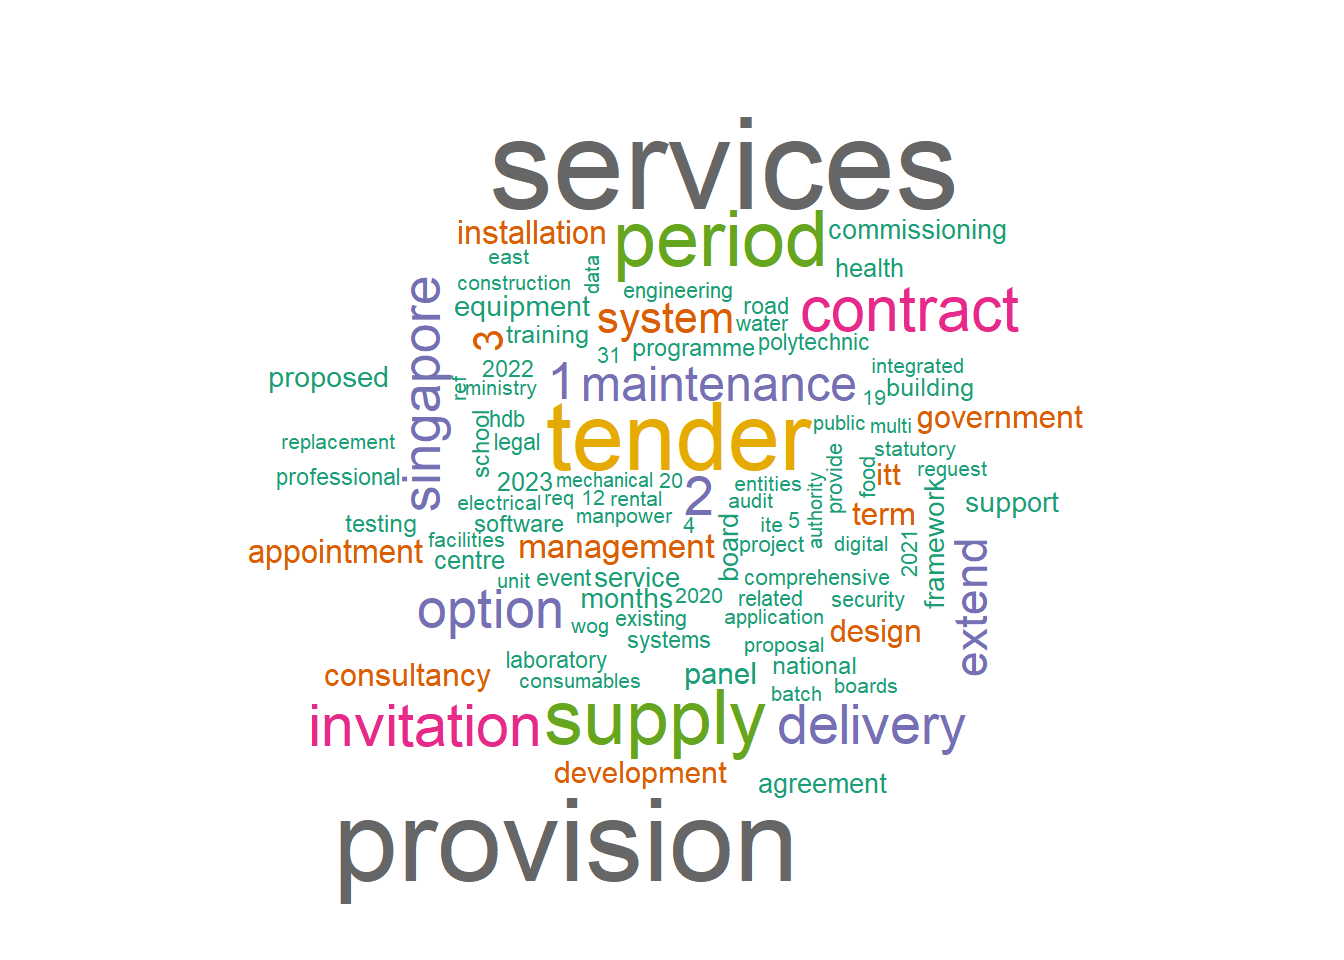 services
installation
period
commissioning
east
data
health
construction
engineering
singapore
equipment
system
road
contract
3
training
water
31
programme
polytechnic
proposed
2022
integrated
ref
ministry
1
maintenance
19
building
school
hdb
tender
public
multi
government
replacement
legal
statutory
professional
2023
mechanical
20
entities
provide
food
itt
request
electrical
req
12
rental
2
audit
authority
framework
support
testing
software
manpower
4
board
ite
5
term
appointment
facilities
centre
management
project
digital
2021
extend
unit
event
service
comprehensive
option
months
2020
related
security
wog
existing
application
design
systems
proposal
consultancy
laboratory
consumables
panel
national
batch
boards
invitation
supply
delivery
development
agreement
provision